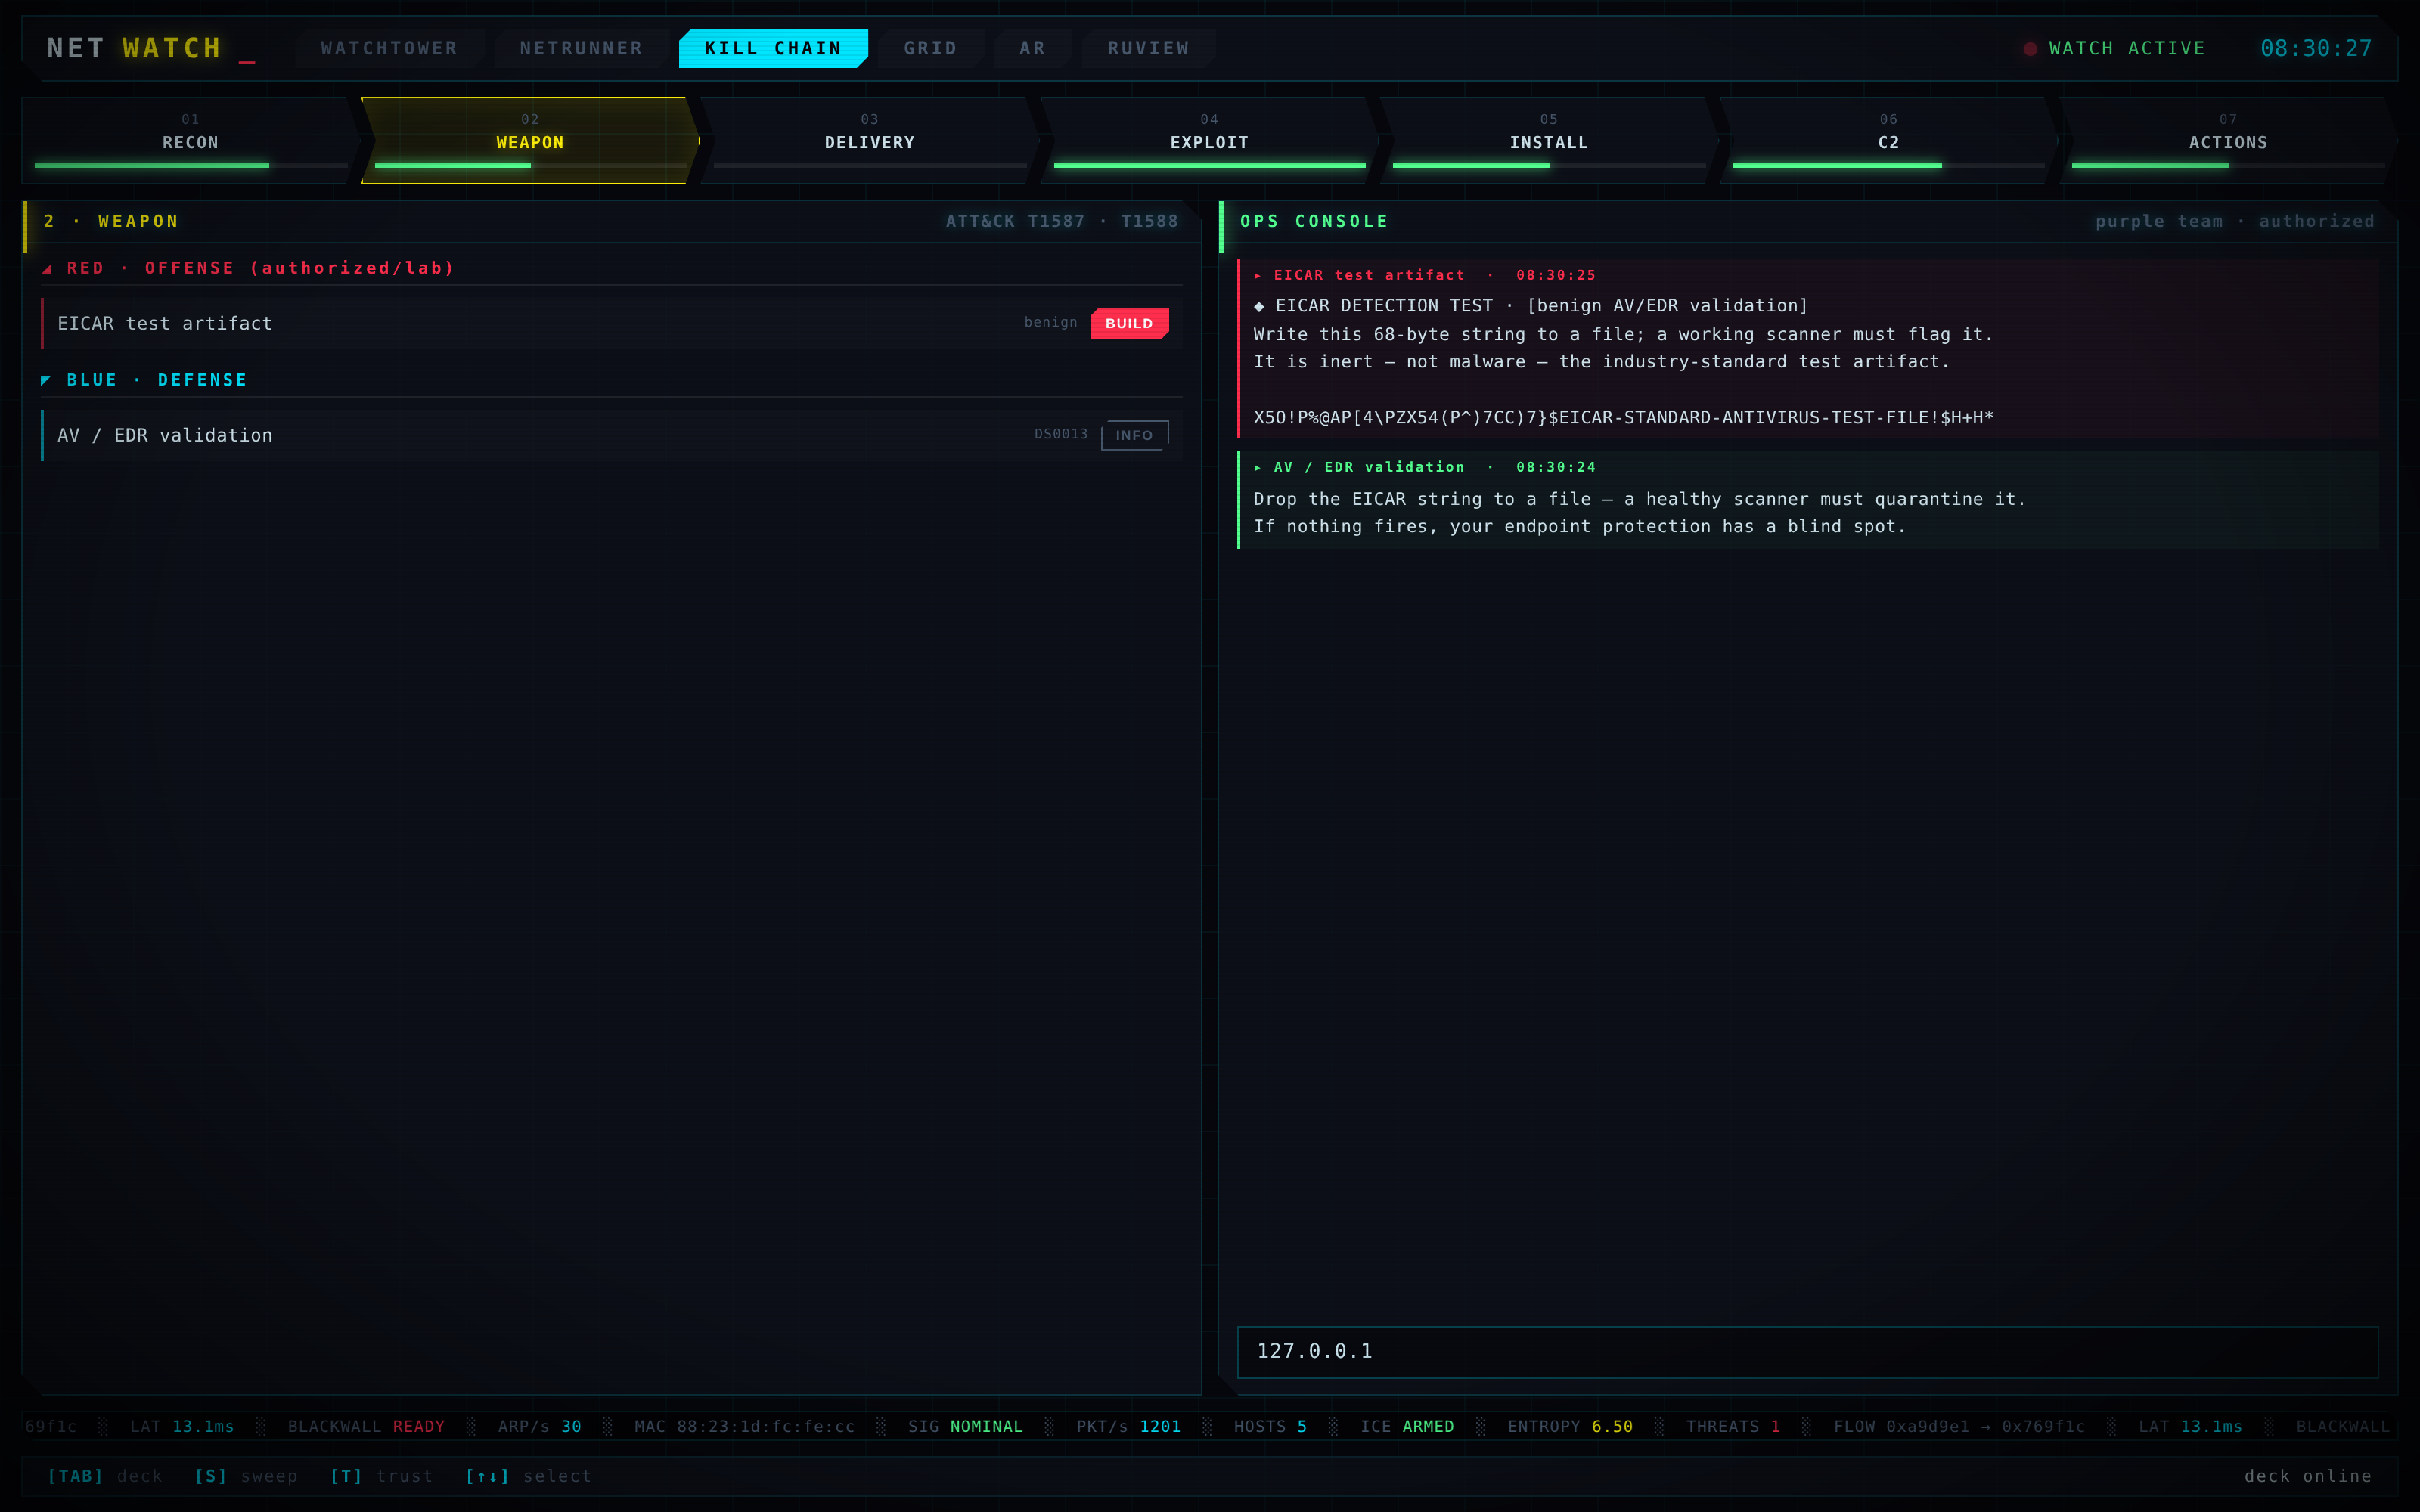 NET WATCH _ WATCHTOWER NETRUNNER KILL CHAIN GRID AR RUVIEW WATCH ACTIVE 08:30:27
01 02 03 04 05 06 07
RECON WEAPON DELIVERY EXPLOIT INSTALL C2 ACTIONS
2 · WEAPON ATT&CK T1587 · T1588
◢ RED · OFFENSE (authorized/lab)
EICAR test artifact benign BUILD
◤ BLUE · DEFENSE
AV / EDR validation DS0013 INFO
OPS CONSOLE purple team · authorized
▸ EICAR test artifact · 08:30:25
◆ EICAR DETECTION TEST · [benign AV/EDR validation]
Write this 68-byte string to a file; a working scanner must flag it.
It is inert — not malware — the industry-standard test artifact.
X5O!P%@AP[4\PZX54(P^)7CC)7}$EICAR-STANDARD-ANTIVIRUS-TEST-FILE!$H+H*
▸ AV / EDR validation · 08:30:24
Drop the EICAR string to a file — a healthy scanner must quarantine it.
If nothing fires, your endpoint protection has a blind spot.
127.0.0.1
69f1c ░ LAT 13.1ms ░ BLACKWALL READY ░ ARP/s 30 ░ MAC 88:23:1d:fc:fe:cc ░ SIG NOMINAL ░ PKT/s 1201 ░ HOSTS 5 ░ ICE ARMED ░ ENTROPY 6.50 ░ THREATS 1 ░ FLOW 0xa9d9e1 → 0x769f1c ░ LAT 13.1ms ░ BLACKWALL
[TAB] deck [S] sweep [T] trust [↑↓] select deck online